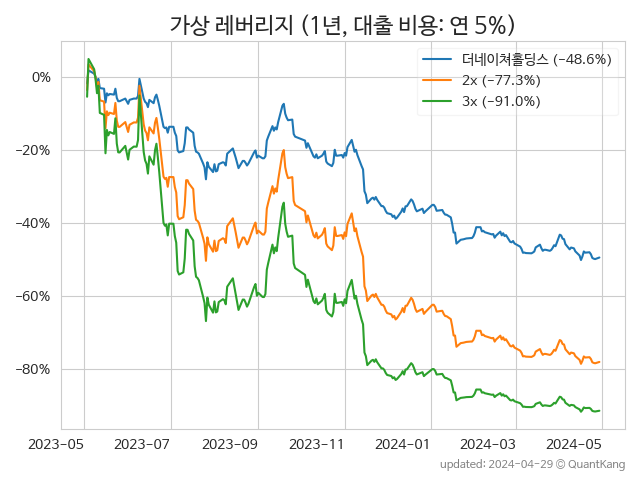 가상 레버리지 (1년, 대출 비용: 연 5%)
더네이쳐홀딩스 (−48.6%)
2x (−77.3%)
3x (−91.0%)
0%
−20%
−40%
−60%
−80%
2023-05 2023-07 2023-09 2023-11 2024-01 2024-03 2024-05
updated: 2024-04-29 © QuantKang